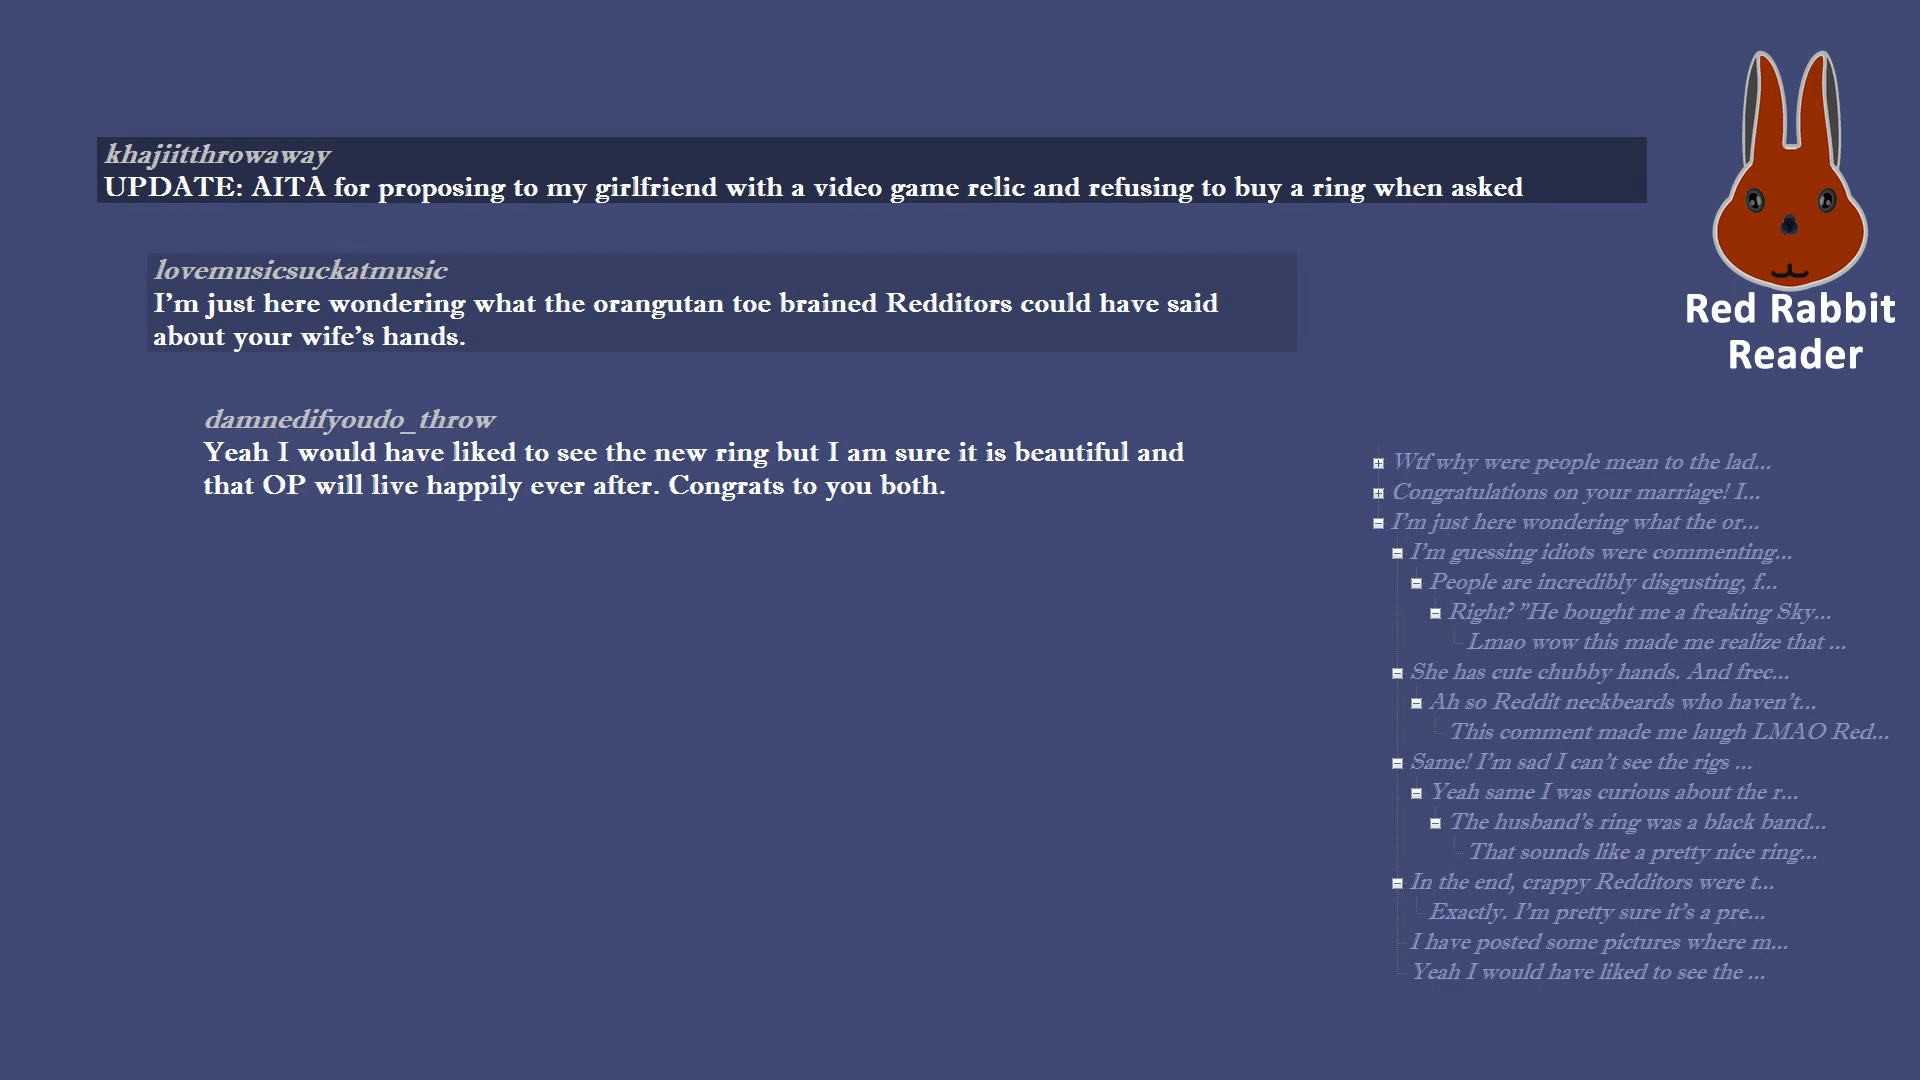 khajiitthrowaway
UPDATE: AITA for proposing to my girlfriend with a video game relic and refusing to buy a ring when asked
lovemusicsuckatmusic
I'm just here wondering what the orangutan toe brained Redditors could have said
about your wife's hands.
damnedifyoudo_throw
Yeah I would have liked to see the new ring but I am sure it is beautiful and
that OP will live happily ever after. Congrats to you both.
Red Rabbit
Reader
Wtf why were people mean to the lad...
Congratulations on your marriage! I...
I'm just here wondering what the or...
I'm guessing idiots were commenting...
People are incredibly disgusting, f...
Right? "He bought me a freaking Sky...
Lmao wow this made me realize that ...
She has cute chubby hands. And frec...
Ah so Reddit neckbeards who haven't...
This comment made me laugh LMAO Red...
Same! I'm sad I can't see the rigs ...
Yeah same I was curious about the r...
The husband's ring was a black band...
That sounds like a pretty nice ring...
In the end, crappy Redditors were t...
Exactly. I'm pretty sure it's a pre...
I have posted some pictures where m...
Yeah I would have liked to see the ...